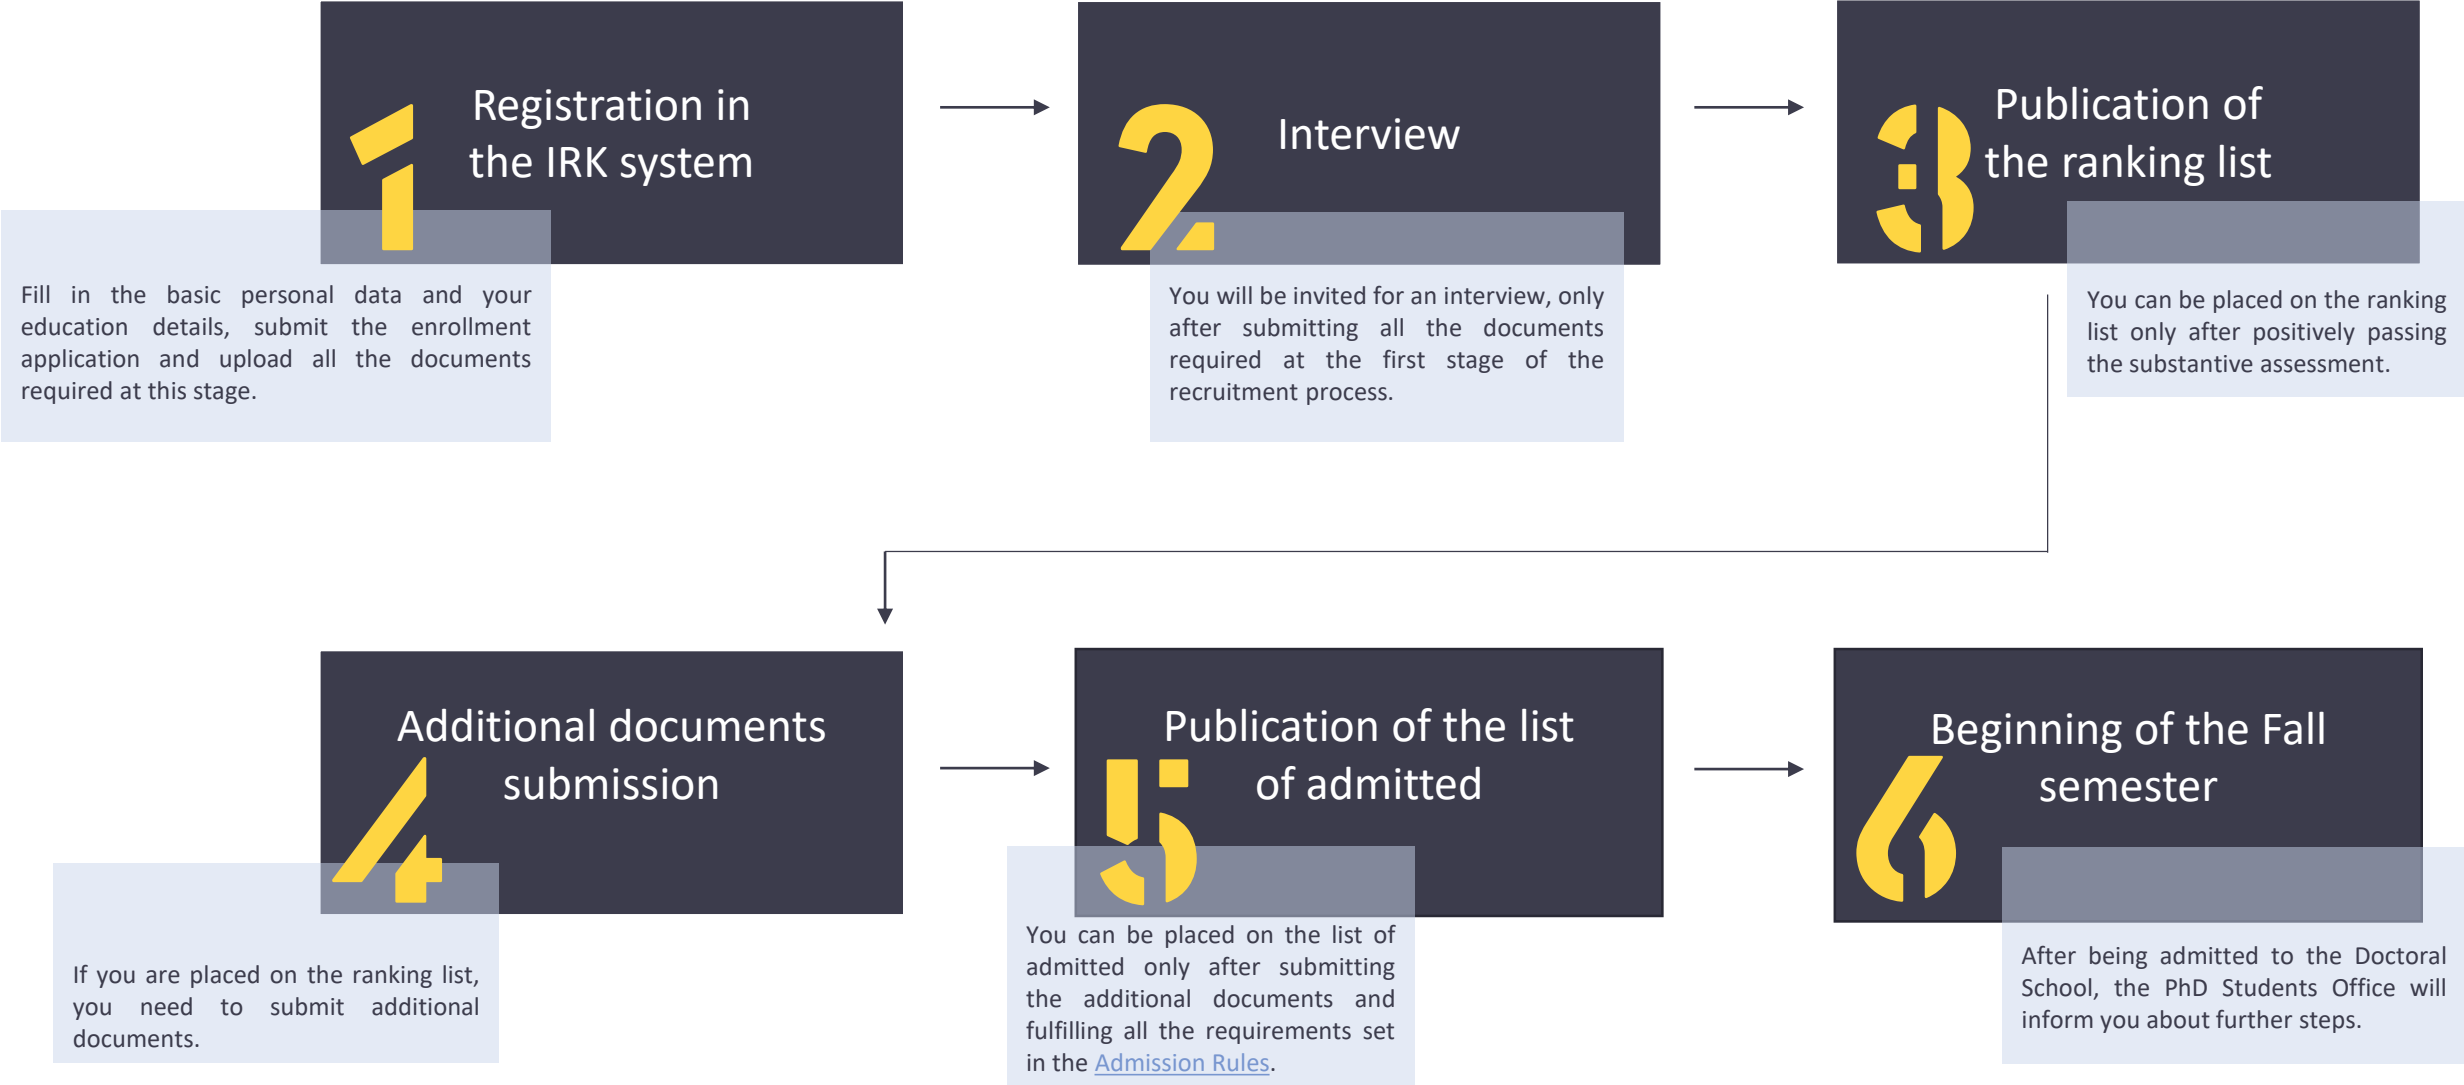 1
Registration in
the IRK system
Fill in the basic personal data and your
education details, submit the enrollment
application and upload all the documents
required at this stage.
2
Interview
You will be invited for an interview, only
after submitting all the documents
required at the first stage of the
recruitment process.
3
Publication of
the ranking list
You can be placed on the ranking
list only after positively passing
the substantive assessment.
4
Additional documents
submission
If you are placed on the ranking list,
you need to submit additional
documents.
5
Publication of the list
of admitted
You can be placed on the list of
admitted only after submitting
the additional documents and
fulfilling all the requirements set
in the Admission Rules.
6
Beginning of the Fall
semester
After being admitted to the Doctoral
School, the PhD Students Office will
inform you about further steps.